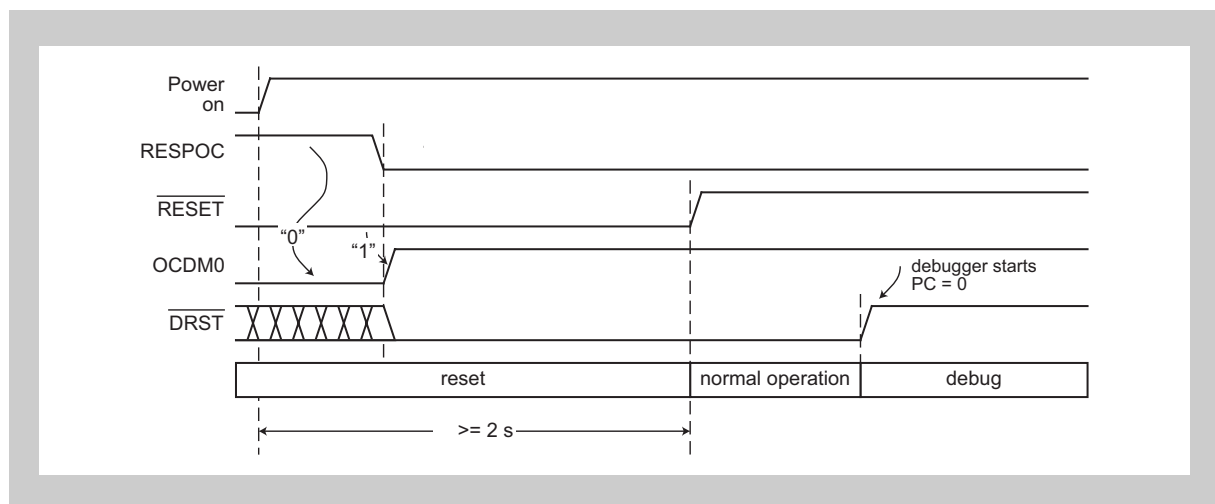 Power
on
RESPOC
RESET
“0”
“1”
OCDM0
debugger starts
PC = 0
DRST
reset
normal operation
debug
>= 2 s